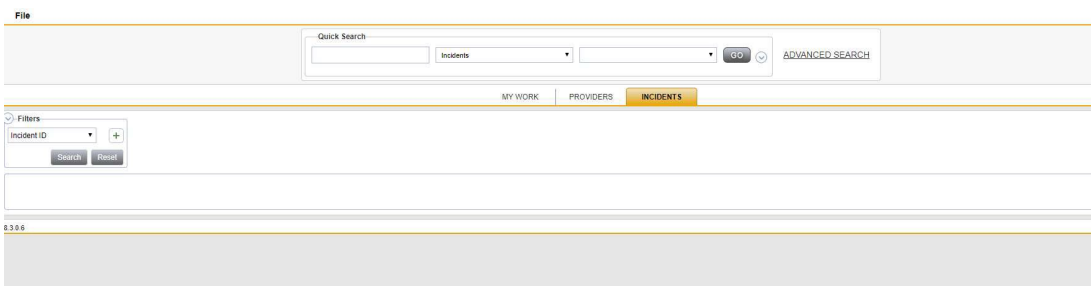 File
Quick Search
Incidents GO ADVANCED SEARCH
MY WORK PROVIDERS INCIDENTS
Filters
Incident ID +
Search Reset
8.3.0.6